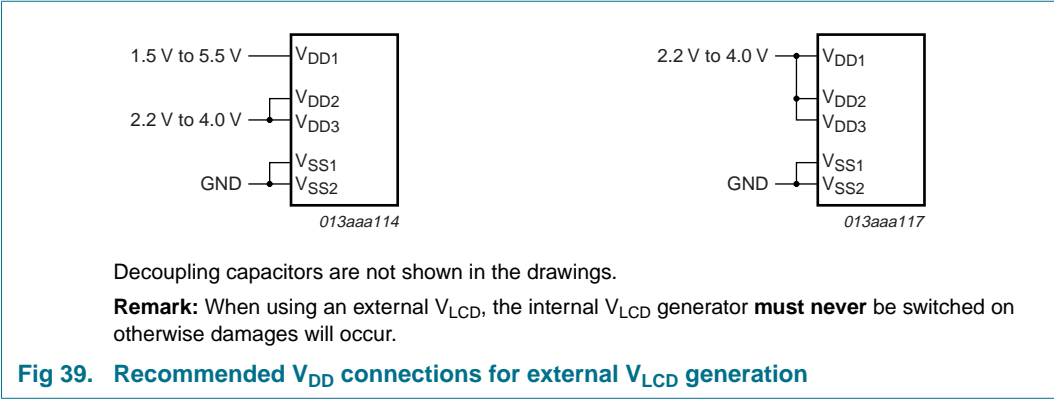 1.5 V to 5.5 V VDD1
VDD2
2.2 V to 4.0 V VDD3
VSS1
GND VSS2
013aaa114
2.2 V to 4.0 V VDD1
VDD2
VDD3
VSS1
GND VSS2
013aaa117
Decoupling capacitors are not shown in the drawings.
Remark: When using an external VLCD, the internal VLCD generator must never be switched on
otherwise damages will occur.
Fig 39. Recommended VDD connections for external VLCD generation